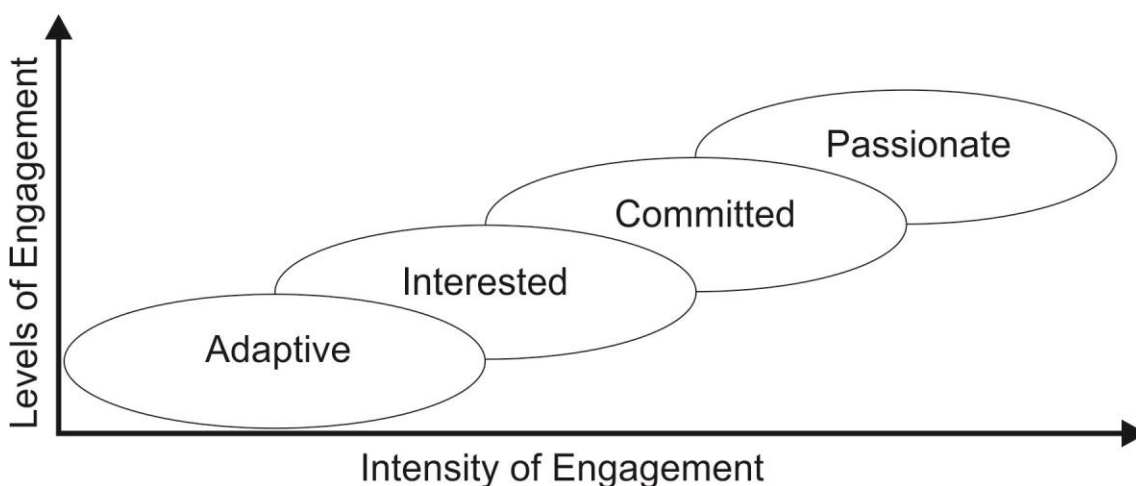 Levels of Engagement
Passionate
Committed
Interested
Adaptive
Intensity of Engagement